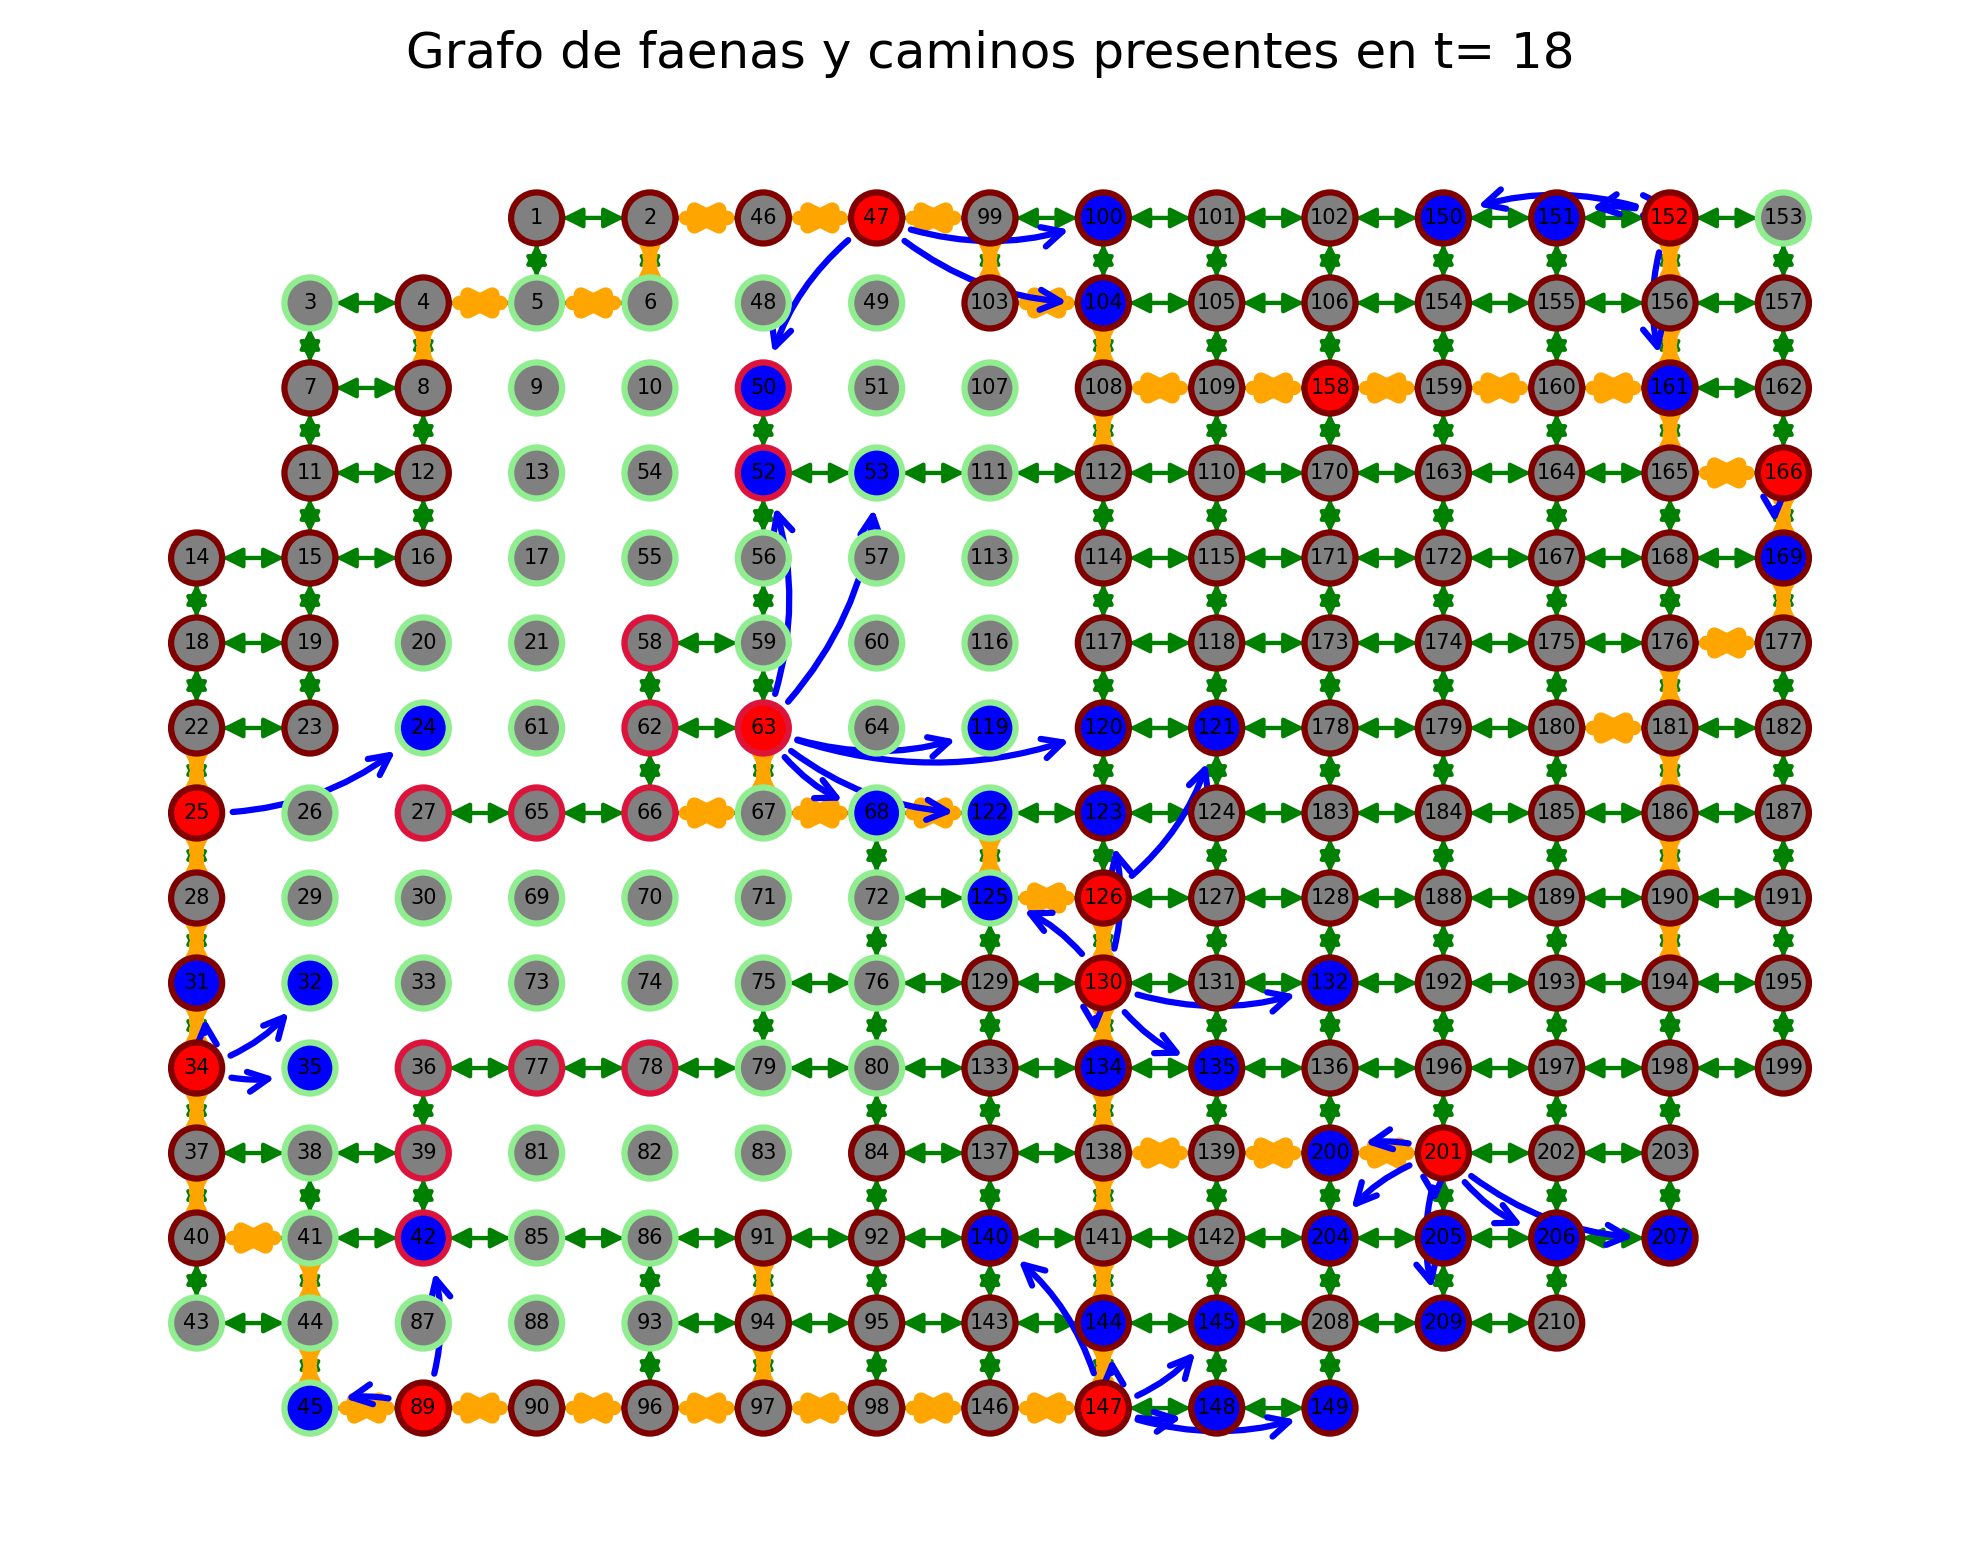 Grafo de faenas y caminos presentes en t= 18
1 2 46 47 99 100 101 102 150 151 152 153
3 4 5 6 48 49 103 104 105 106 154 155 156 157
7 8 9 10 50 51 107 108 109 158 159 160 161 162
11 12 13 54 52 53 111 112 110 170 163 164 165 166
14 15 16 17 55 56 57 113 114 115 171 172 167 168 169
18 19 20 21 58 59 60 116 117 118 173 174 175 176 177
22 23 24 61 62 63 64 119 120 121 178 179 180 181 182
25 26 27 65 66 67 68 122 123 124 183 184 185 186 187
28 29 30 69 70 71 72 125 126 127 128 188 189 190 191
31 32 33 73 74 75 76 129 130 131 132 192 193 194 195
34 35 36 77 78 79 80 133 134 135 136 196 197 198 199
37 38 39 81 82 83 84 137 138 139 200 201 202 203
40 41 42 85 86 91 92 140 141 142 204 205 206 207
43 44 87 88 93 94 95 143 144 145 208 209 210
45 89 90 96 97 98 146 147 148 149